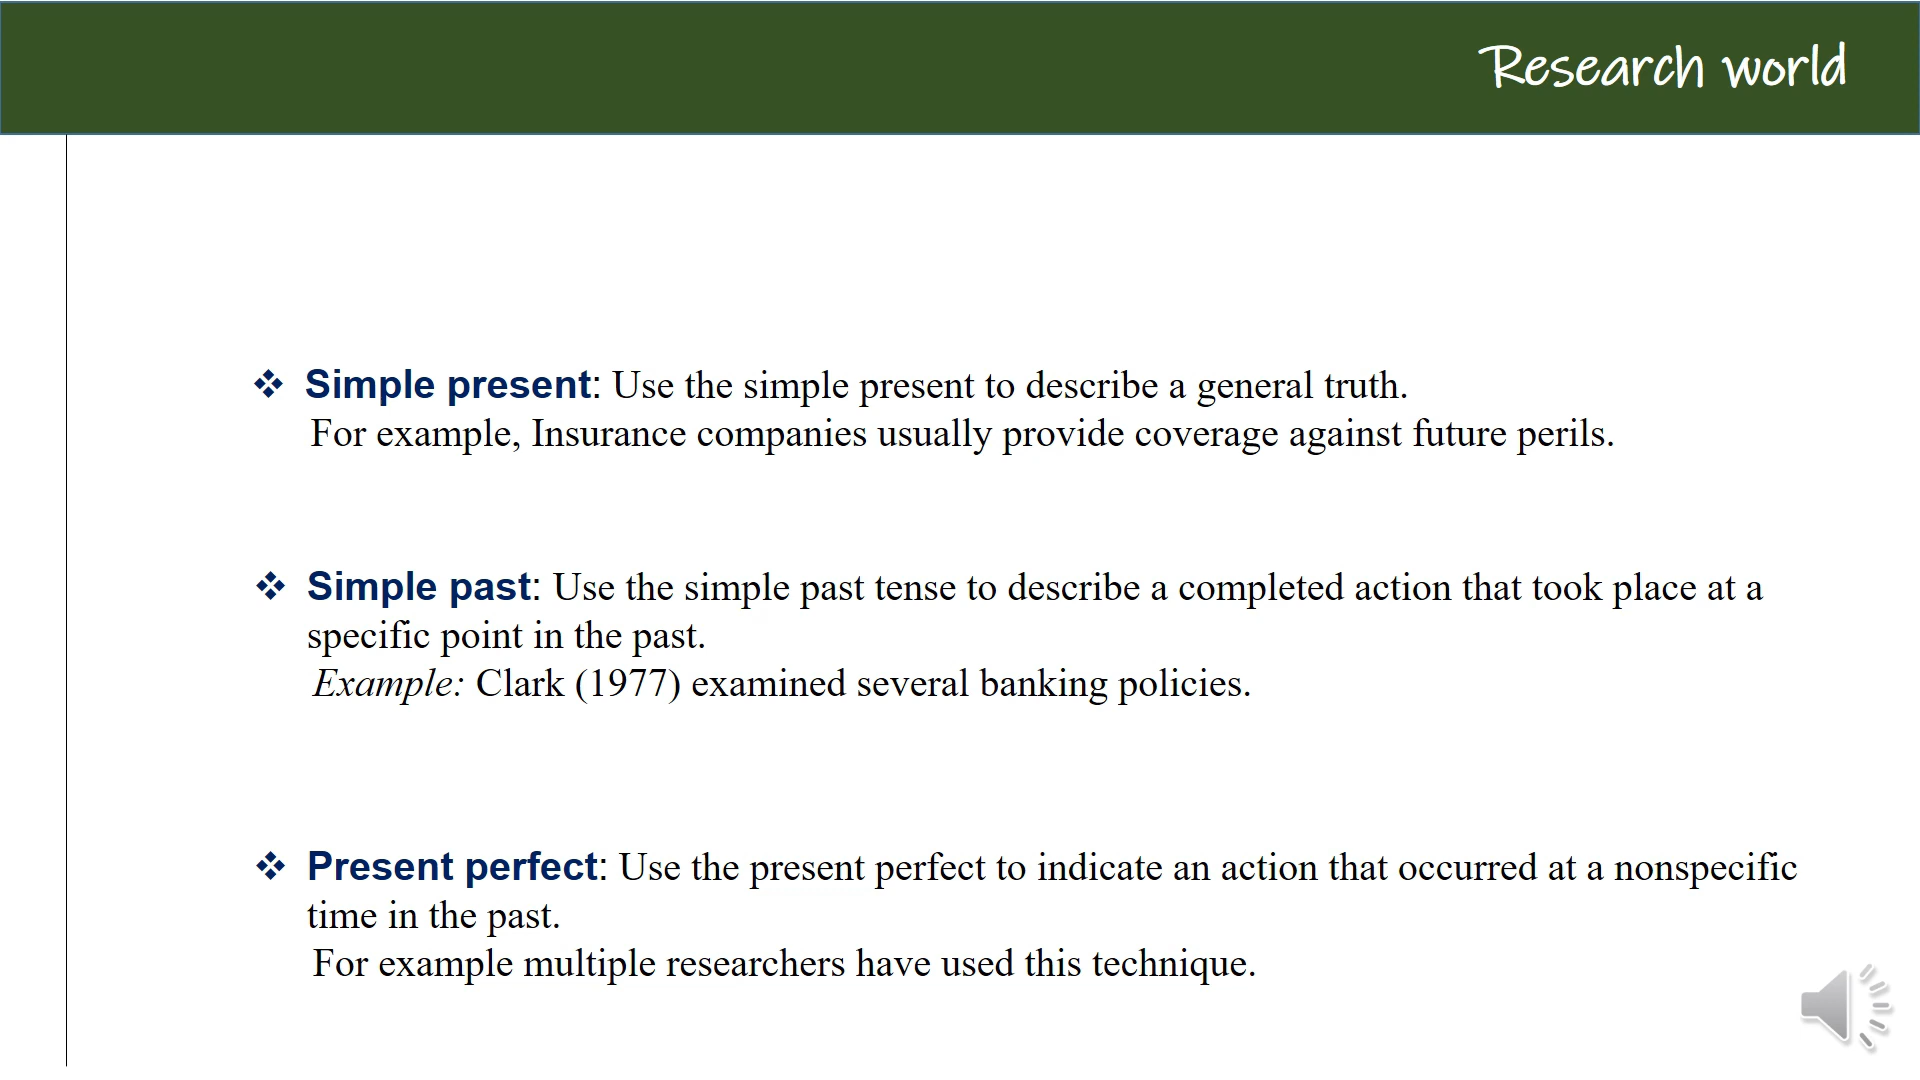 Research world
❖ Simple present: Use the simple present to describe a general truth.
For example, Insurance companies usually provide coverage against future perils.
❖ Simple past: Use the simple past tense to describe a completed action that took place at a
specific point in the past.
Example: Clark (1977) examined several banking policies.
❖ Present perfect: Use the present perfect to indicate an action that occurred at a nonspecific
time in the past.
For example multiple researchers have used this technique.